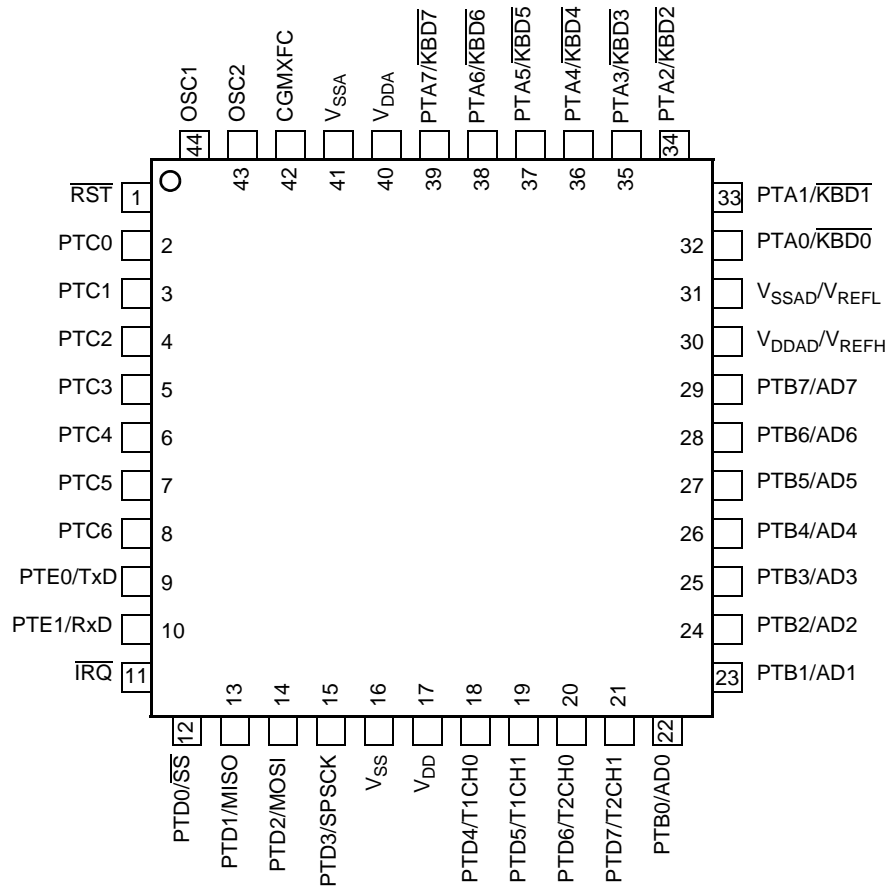 OSC1
OSC2
CGMXFC
VSSA
VDDA
PTA7/KBD7
PTA6/KBD6
PTA5/KBD5
PTA4/KBD4
PTA3/KBD3
PTA2/KBD2
44
43
42
41
40
39
38
37
36
35
34
RST 1
33 PTA1/KBD1
PTC0 2
32 PTA0/KBD0
PTC1 3
31 VSSAD/VREFL
PTC2 4
30 VDDAD/VREFH
PTC3 5
29 PTB7/AD7
PTC4 6
28 PTB6/AD6
PTC5 7
27 PTB5/AD5
PTC6 8
26 PTB4/AD4
PTE0/TxD 9
25 PTB3/AD3
PTE1/RxD 10
24 PTB2/AD2
IRQ 11
23 PTB1/AD1
12
13
14
15
16
17
18
19
20
21
22
PTD0/SS
PTD1/MISO
PTD2/MOSI
PTD3/SPSCK
VSS
VDD
PTD4/T1CH0
PTD5/T1CH1
PTD6/T2CH0
PTD7/T2CH1
PTB0/AD0